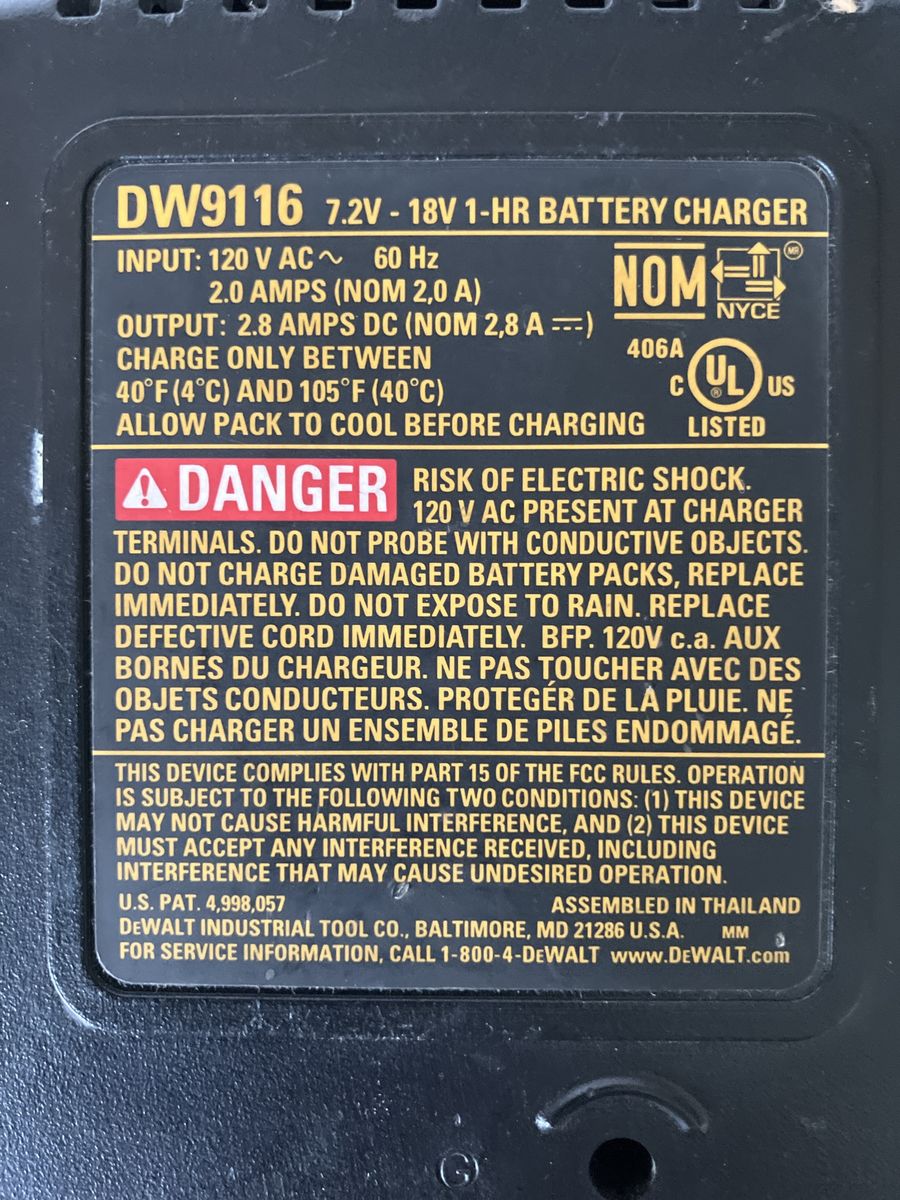 DW9116 7.2V - 18V 1-HR BATTERY CHARGER
INPUT: 120 V AC ~ 60 Hz
2.0 AMPS (NOM 2,0 A)
OUTPUT: 2.8 AMPS DC (NOM 2,8 A ⎓)
CHARGE ONLY BETWEEN
40°F (4°C) AND 105°F (40°C)
ALLOW PACK TO COOL BEFORE CHARGING
NOM
MR
NYCE
406A
C UL ® US
LISTED
DANGER RISK OF ELECTRIC SHOCK.
120 V AC PRESENT AT CHARGER
TERMINALS. DO NOT PROBE WITH CONDUCTIVE OBJECTS.
DO NOT CHARGE DAMAGED BATTERY PACKS, REPLACE
IMMEDIATELY. DO NOT EXPOSE TO RAIN. REPLACE
DEFECTIVE CORD IMMEDIATELY. BFP. 120V c.a. AUX
BORNES DU CHARGEUR. NE PAS TOUCHER AVEC DES
OBJETS CONDUCTEURS. PROTEGÉR DE LA PLUIE. NE
PAS CHARGER UN ENSEMBLE DE PILES ENDOMMAGÉ.
THIS DEVICE COMPLIES WITH PART 15 OF THE FCC RULES. OPERATION
IS SUBJECT TO THE FOLLOWING TWO CONDITIONS: (1) THIS DEVICE
MAY NOT CAUSE HARMFUL INTERFERENCE, AND (2) THIS DEVICE
MUST ACCEPT ANY INTERFERENCE RECEIVED, INCLUDING
INTERFERENCE THAT MAY CAUSE UNDESIRED OPERATION.
U.S. PAT. 4,998,057 ASSEMBLED IN THAILAND
DEWALT INDUSTRIAL TOOL CO., BALTIMORE, MD 21286 U.S.A. MM
FOR SERVICE INFORMATION, CALL 1-800-4-DEWALT www.DEWALT.com
G